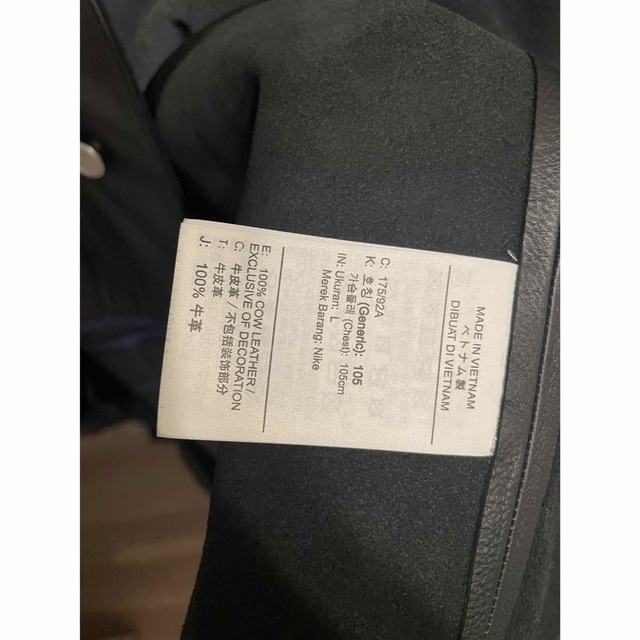 MADE IN VIETNAM
ベトナム製
DIBUAT DI VIETNAM
C: 175/92A
K: 호칭(Generic): 105
가슴둘레 (Chest): 105cm
IN: Ukuran: L
Merek Barang: Nike
E: 100% COW LEATHER /
EXCLUSIVE OF DECORATION
C: 牛皮革 / 不包括装饰部分
T: 牛皮革
J: 100% 牛革